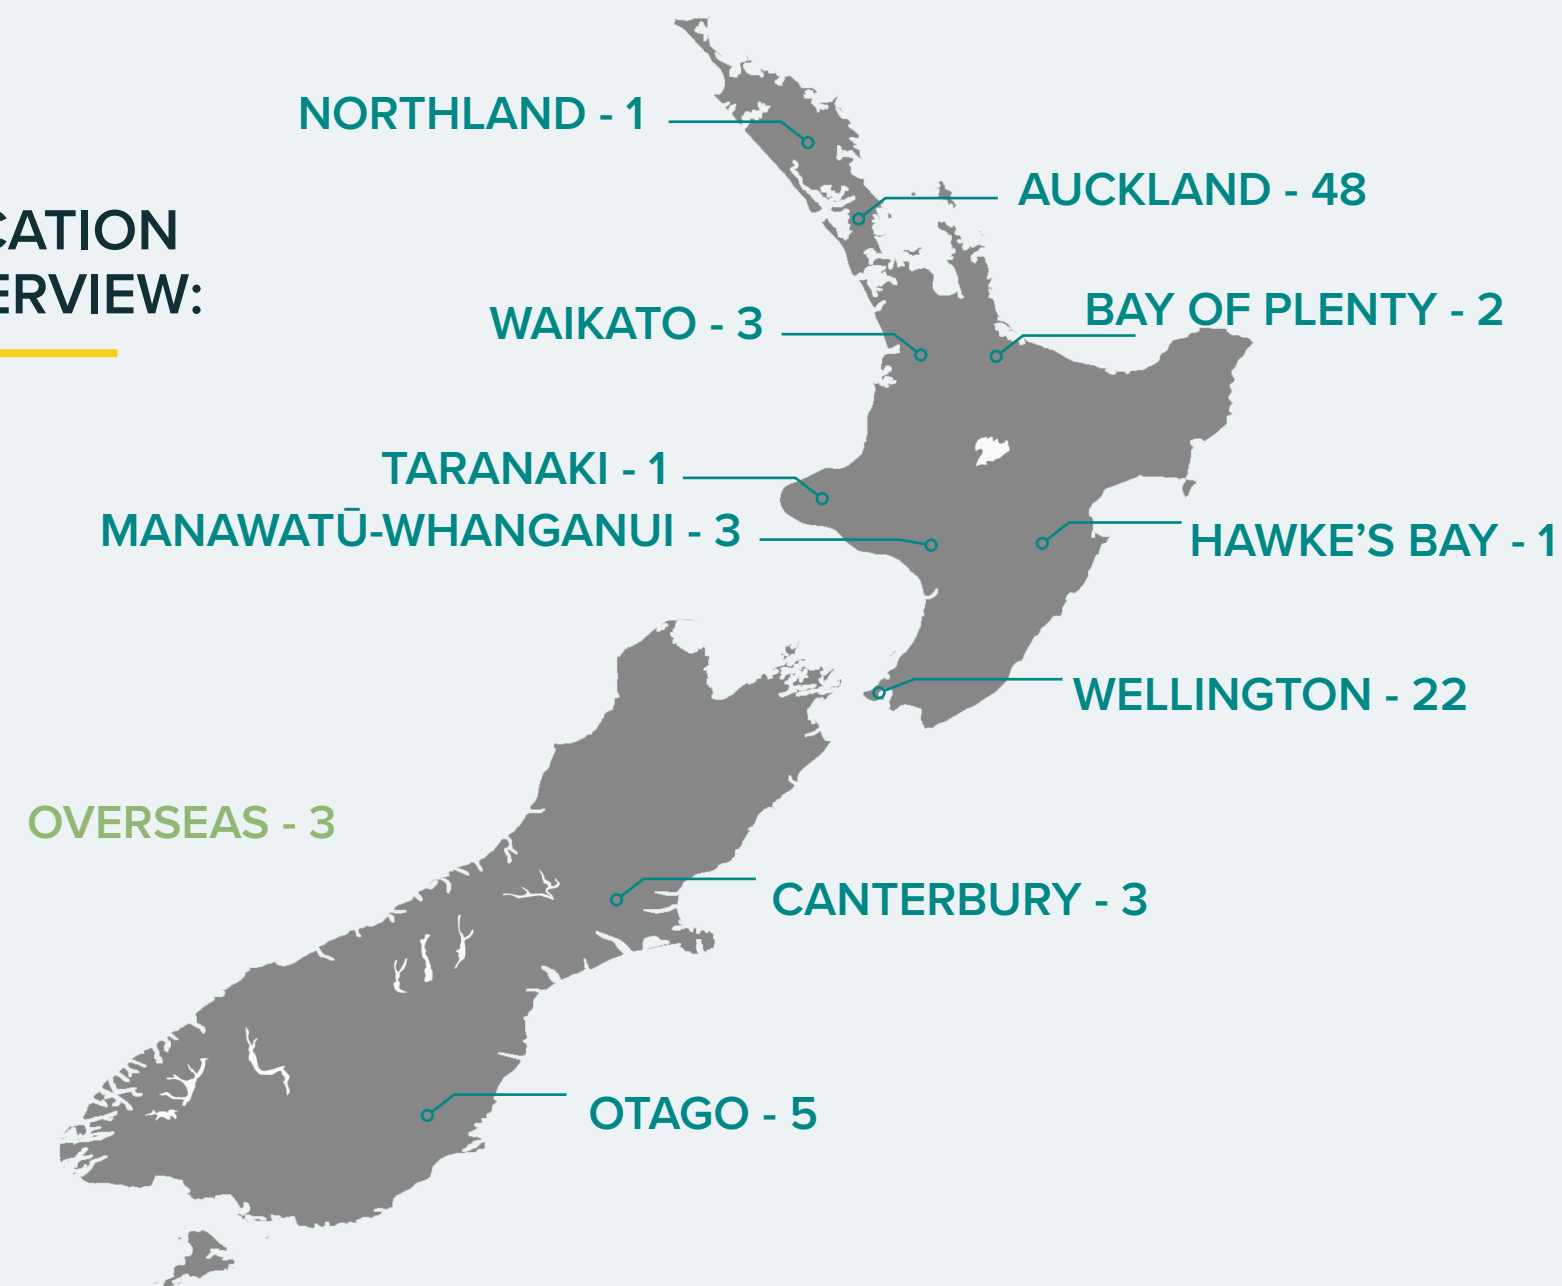 NORTHLAND - 1
AUCKLAND - 48
CATION
ERVIEW:
BAY OF PLENTY - 2
WAIKATO - 3
TARANAKI - 1
MANAWATŪ-WHANGANUI - 3
HAWKE’S BAY - 1
WELLINGTON - 22
OVERSEAS - 3
CANTERBURY - 3
OTAGO - 5